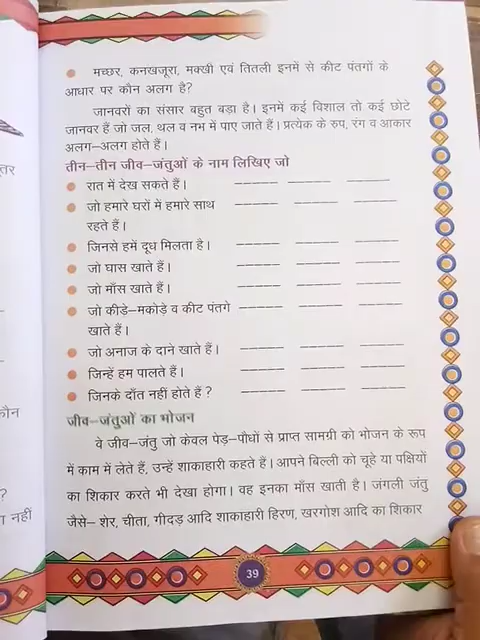 मच्छर, कनखजूरा, मक्खी एवं तितली इनमें से कीट पंतगों के
आधार पर कौन अलग है?
जानवरों का संसार बहुत बड़ा है। इनमें कई विशाल तो कई छोटे
जानवर हैं जो जल, थल व नभ में पाए जाते हैं। प्रत्येक के रुप, रंग व आकार
अलग–अलग होते हैं।
तीन–तीन जीव–जंतुओं के नाम लिखिए जो
रात में देख सकते हैं।
जो हमारे घरों में हमारे साथ
रहते हैं।
जिनसे हमें दूध मिलता है।
जो घास खाते हैं।
जो माँस खाते हैं।
जो कीड़े–मकोड़े व कीट पतंगे
खाते हैं।
जो अनाज के दाने खाते हैं।
जिन्हें हम पालते हैं।
जिनके दाँत नहीं होते हैं ?
जीव–जंतुओं का भोजन
वे जीव–जंतु जो केवल पेड़–पौधों से प्राप्त सामग्री को भोजन के रूप
में काम में लेते हैं, उन्हें शाकाहारी कहते हैं। आपने बिल्ली को चूहे या पक्षियों
का शिकार करते भी देखा होगा। वह इनका माँस खाती है। जंगली जंतु
जैसे– शेर, चीता, गीदड़ आदि शाकाहारी हिरण, खरगोश आदि का शिकार
39